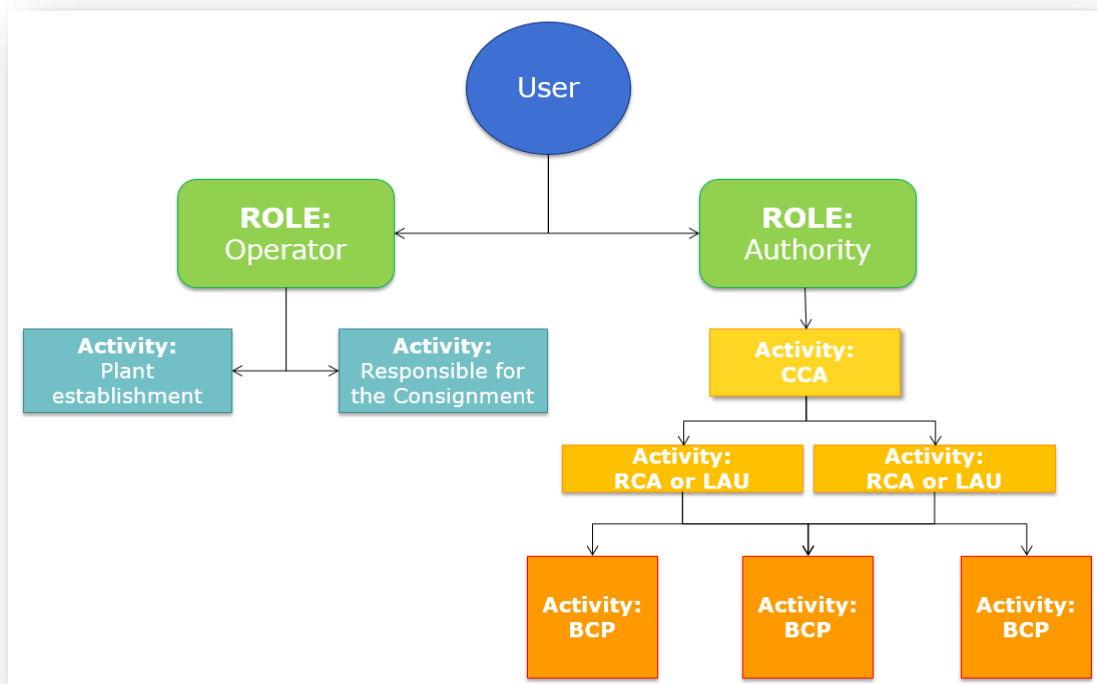 User
ROLE:
Operator
ROLE:
Authority
Activity:
Plant
establishment
Activity:
Responsible for
the Consignment
Activity:
CCA
Activity:
RCA or LAU
Activity:
RCA or LAU
Activity:
BCP
Activity:
BCP
Activity:
BCP